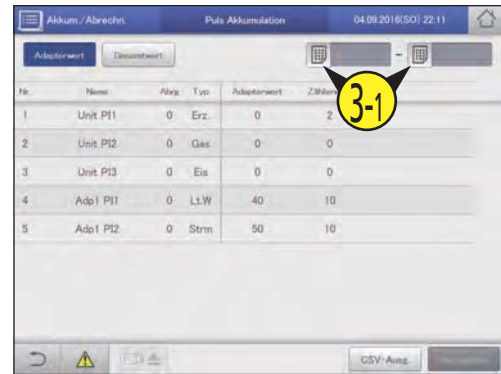 Akkum./Abrechn. Puls Akkumulation 04.09.2016(SO) 22:11
Adapterwert Gesamtwert -
3-1
Nr. Name Abrg Typ Adapterwert
1 Unit PI1 0 Erz. 0 2
2 Unit PI2 0 Gas 0 0
3 Unit PI3 0 Eis 0 0
4 Adp1 PI1 0 Lt.W 40 10
5 Adp1 PI2 0 Strm 50 10
CSV-Ausg.